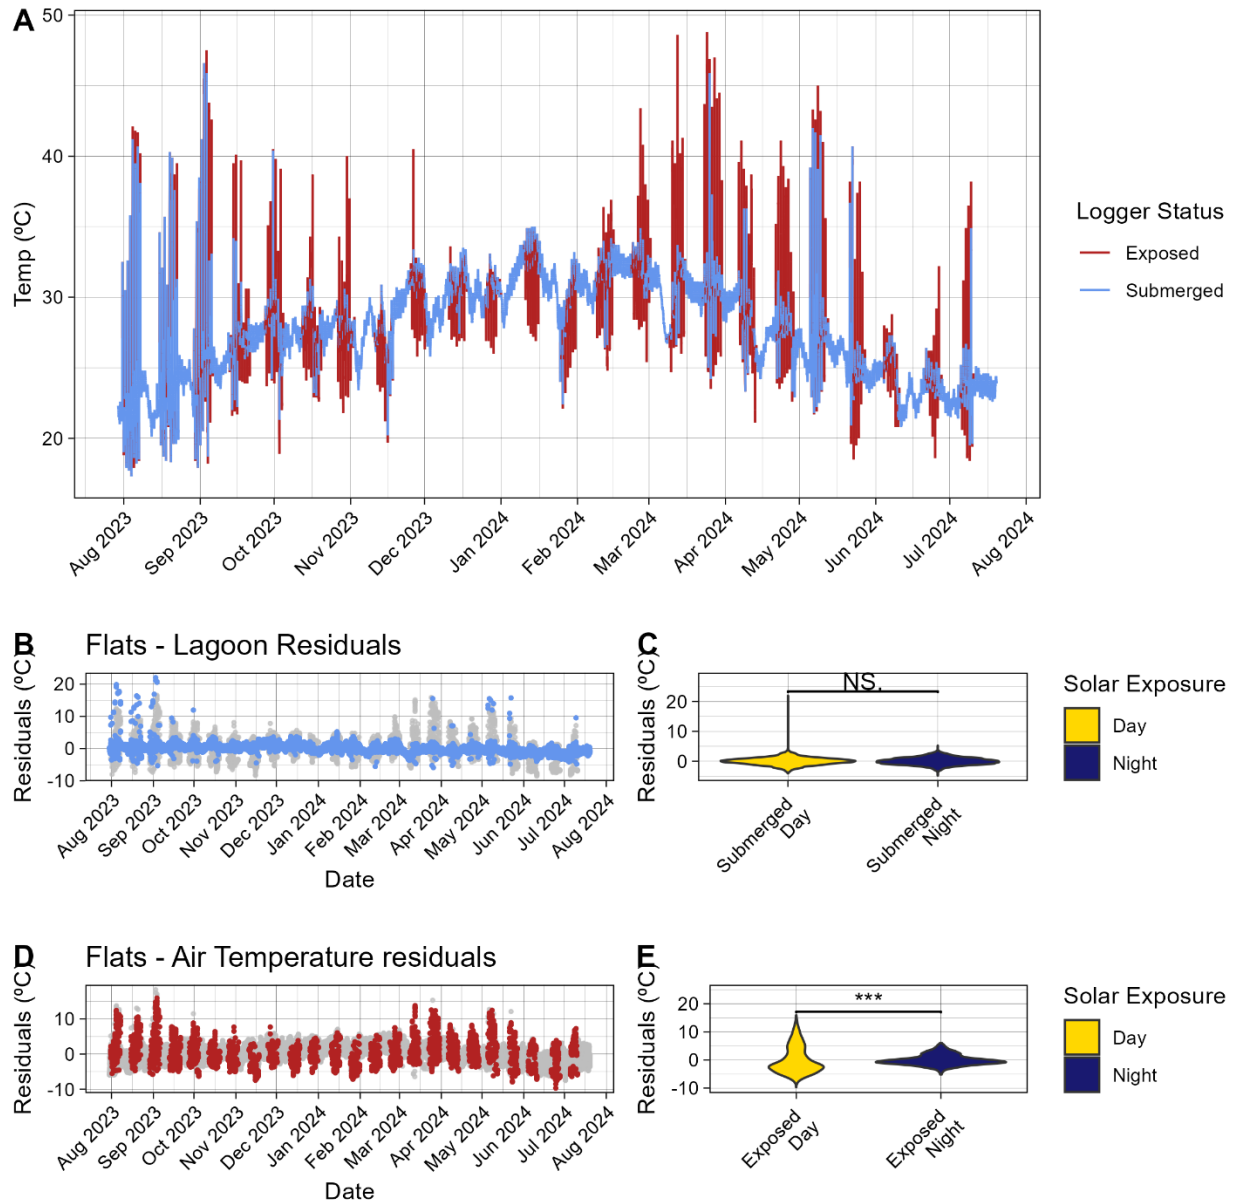 A
50
40
30
20
Temp (ºC)
Aug 2023
Sep 2023
Oct 2023
Nov 2023
Dec 2023
Jan 2024
Feb 2024
Mar 2024
Apr 2024
May 2024
Jun 2024
Jul 2024
Aug 2024
Logger Status
Exposed
Submerged
B
Flats - Lagoon Residuals
Residuals (ºC)
20
10
0
-10
Aug 2023
Sep 2023
Oct 2023
Nov 2023
Dec 2023
Jan 2024
Feb 2024
Mar 2024
Apr 2024
May 2024
Jun 2024
Jul 2024
Aug 2024
Date
C
Residuals (ºC)
20
10
0
NS.
Submerged
Day
Submerged
Night
Solar Exposure
Day
Night
D
Flats - Air Temperature residuals
Residuals (ºC)
10
0
-10
Aug 2023
Sep 2023
Oct 2023
Nov 2023
Dec 2023
Jan 2024
Feb 2024
Mar 2024
Apr 2024
May 2024
Jun 2024
Jul 2024
Aug 2024
Date
E
Residuals (ºC)
20
10
0
-10
***
Exposed
Day
Exposed
Night
Solar Exposure
Day
Night